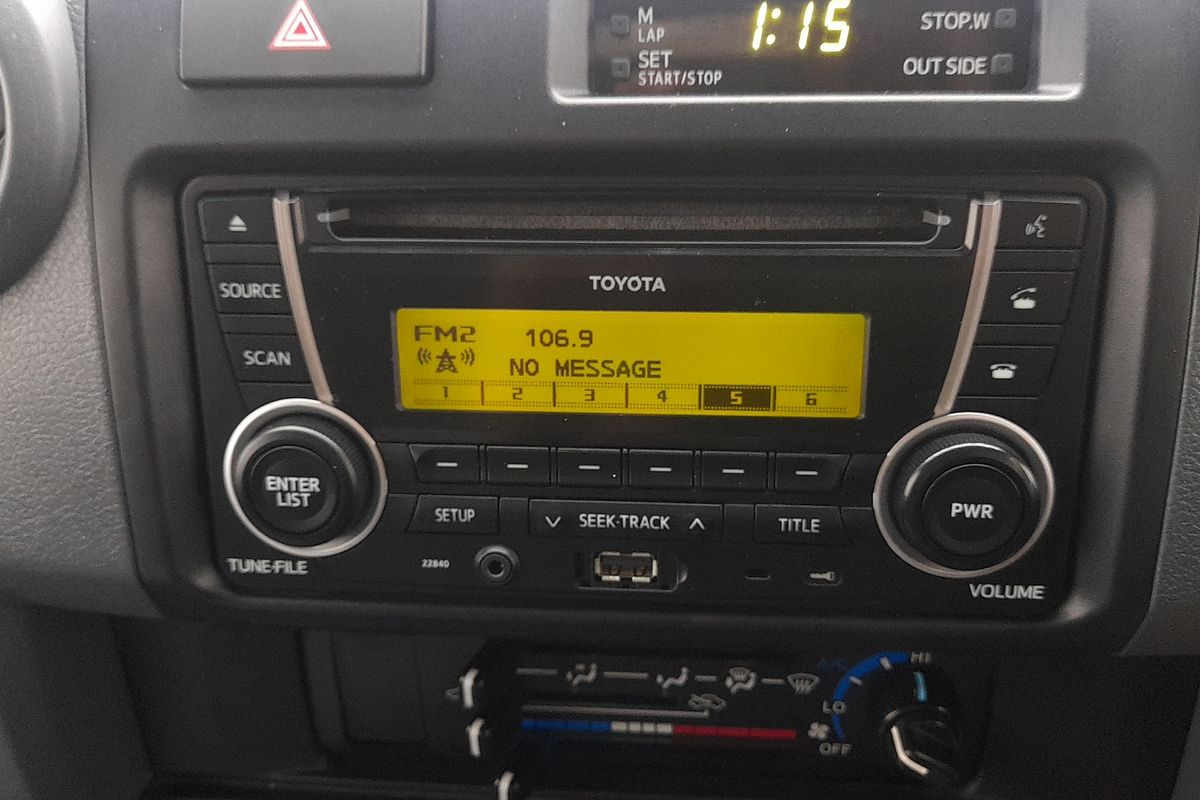 M
LAP
1:15
STOP.W
SET
START/STOP
OUT SIDE
SOURCE
TOYOTA
SCAN
FM2 106.9
NO MESSAGE
1 2 3 4 5 6
ENTER
LIST
SETUP
SEEK·TRACK
TITLE
PWR
TUNE·FILE
22840
VOLUME
A/C
HI
LO
OFF